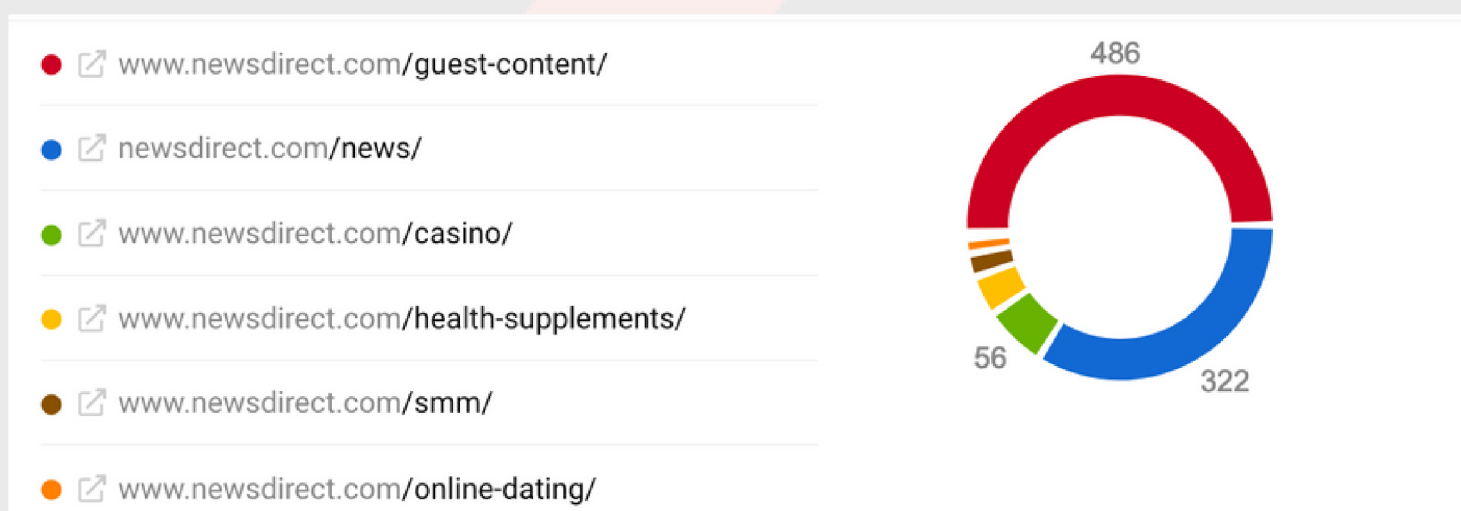 www.newsdirect.com/guest-content/
newsdirect.com/news/
www.newsdirect.com/casino/
www.newsdirect.com/health-supplements/
www.newsdirect.com/smm/
www.newsdirect.com/online-dating/
486
56
322